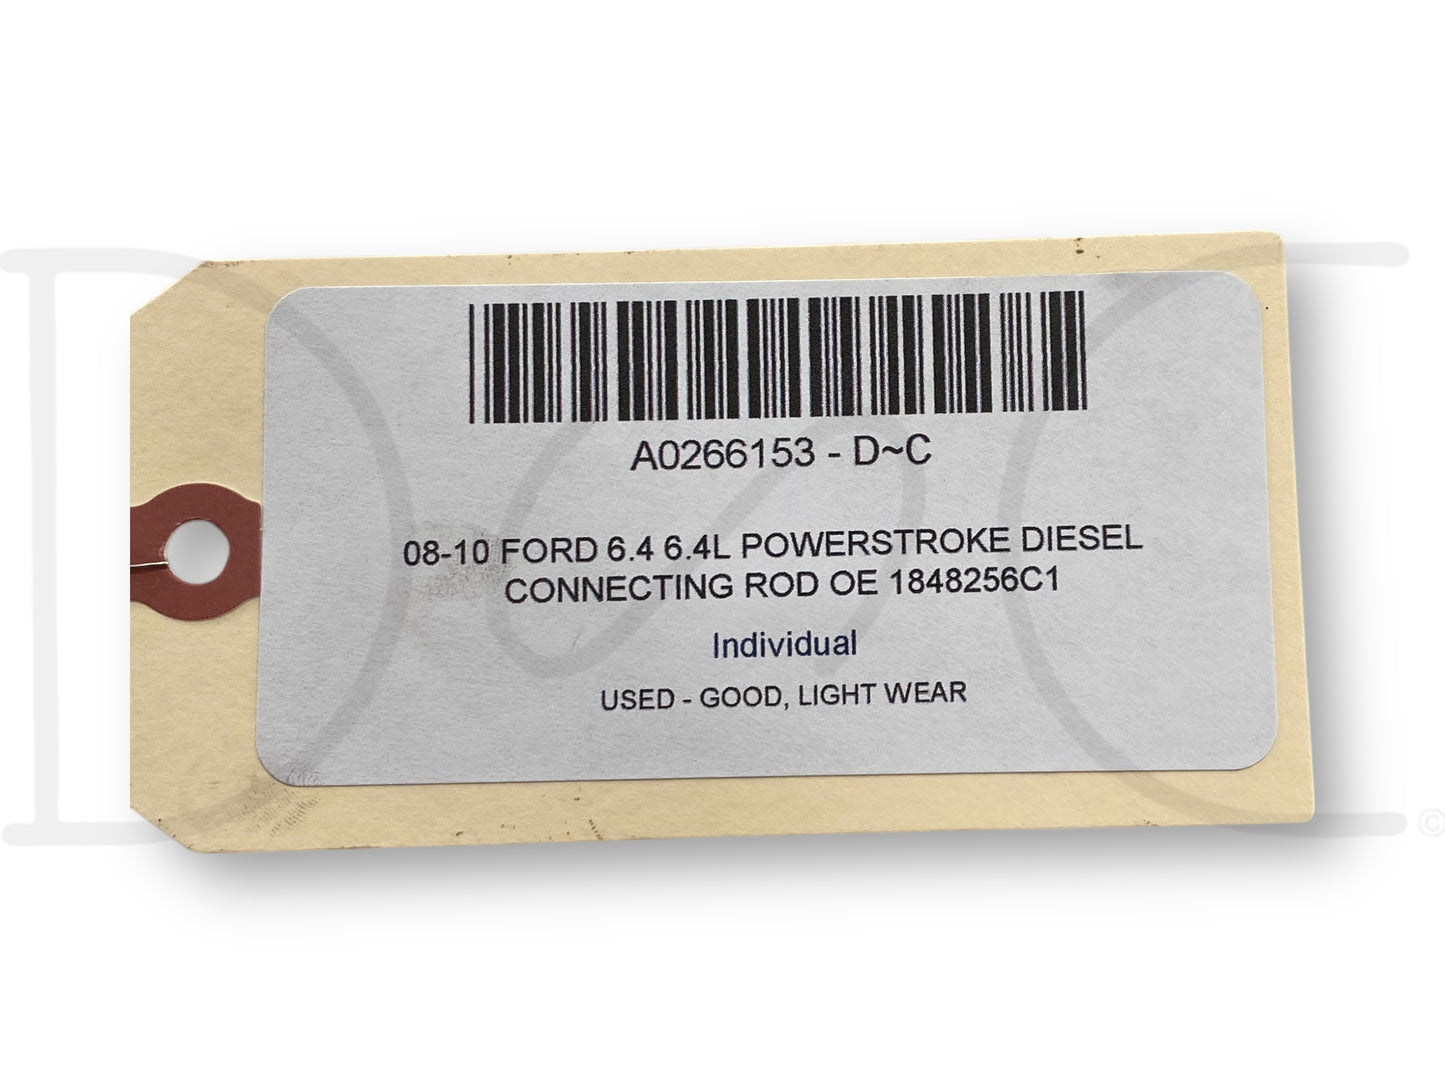 A0266153 - D~C
08-10 FORD 6.4 6.4L POWERSTROKE DIESEL
CONNECTING ROD OE 1848256C1
Individual
USED - GOOD, LIGHT WEAR
D&C
©